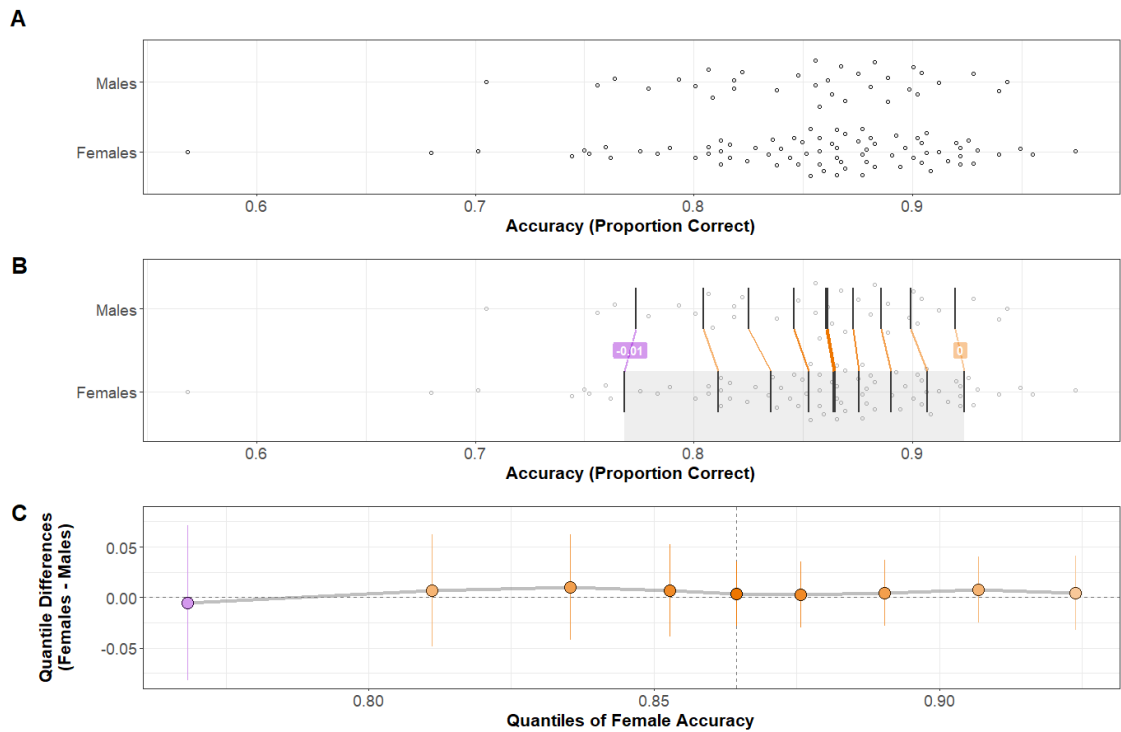 A
Males
Females
0.6 0.7 0.8 0.9
Accuracy (Proportion Correct)
B
Males
-0.01 0
Females
0.6 0.7 0.8 0.9
Accuracy (Proportion Correct)
C
Quantile Differences
(Females - Males)
0.05
0.00
-0.05
0.80 0.85 0.90
Quantiles of Female Accuracy